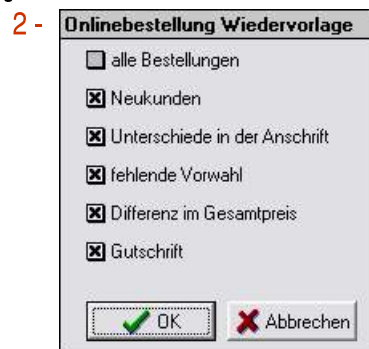 2 -
Onlinebestellung Wiedervorlage
alle Bestellungen
Neukunden
Unterschiede in der Anschrift
fehlende Vorwahl
Differenz im Gesamtpreis
Gutschrift
OK Abbrechen